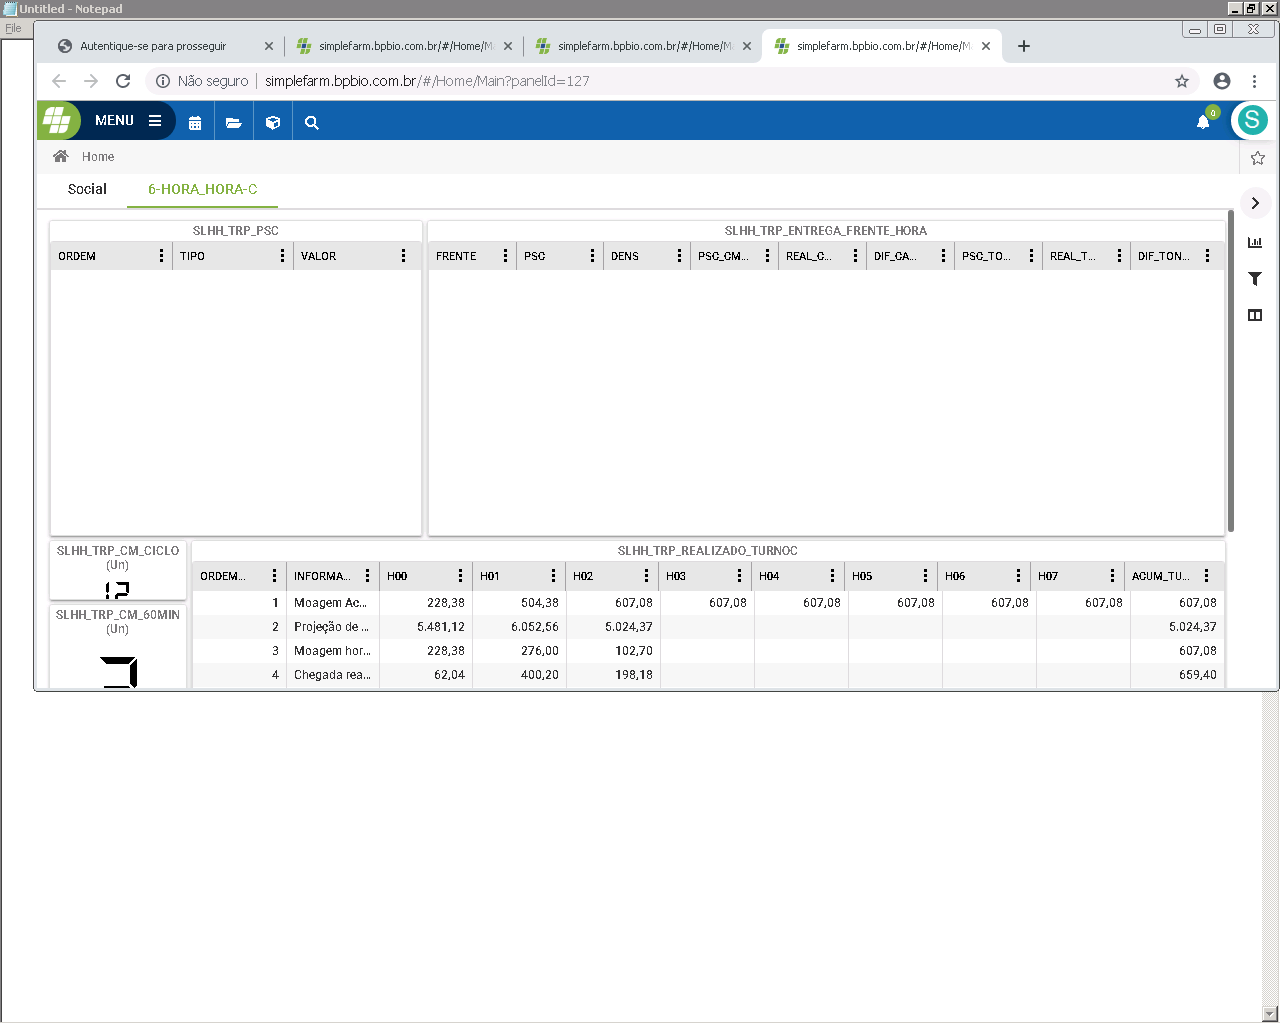 Untitled - Notepad
File
Autentique-se para prosseguir
simplefarm.bpbio.com.br/#/Home/M
simplefarm.bpbio.com.br/#/Home/M
simplefarm.bpbio.com.br/#/Home/M
Não seguro | simplefarm.bpbio.com.br/#/Home/Main?panelId=127
MENU
S
Home
Social 6-HORA_HORA-C
SLHH_TRP_PSC
ORDEM TIPO VALOR
SLHH_TRP_ENTREGA_FRENTE_HORA
FRENTE PSC DENS PSC_CM... REAL_C... DIF_CA... PSC_TO... REAL_T... DIF_TON...
SLHH_TRP_CM_CICLO
(Un)
12
SLHH_TRP_CM_60MIN
(Un)
SLHH_TRP_REALIZADO_TURNOC
ORDEM... INFORMA... H00 H01 H02 H03 H04 H05 H06 H07 ACUM_TU...
1 Moagem Ac... 228,38 504,38 607,08 607,08 607,08 607,08 607,08 607,08 607,08
2 Projeção de ... 5.481,12 6.052,56 5.024,37 5.024,37
3 Moagem hor... 228,38 276,00 102,70 607,08
4 Chegada rea... 62,04 400,20 198,18 659,40